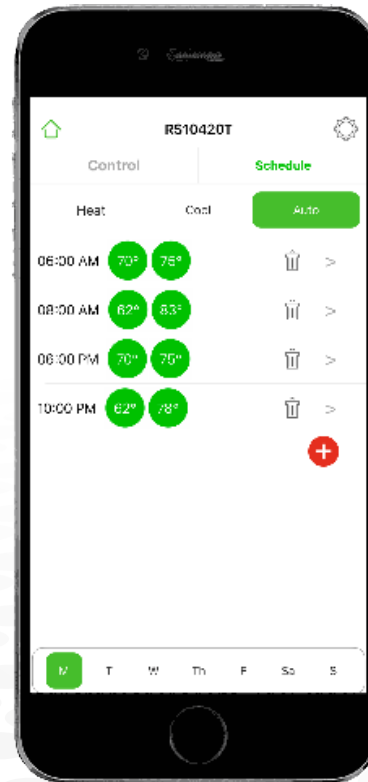 R510420T
Control Schedule
Heat Cool Auto
06:00 AM 70° 75° >
08:00 AM 62° 83° >
06:00 PM 70° 75° >
10:00 PM 62° 78° >
+
M T W Th F Sa S